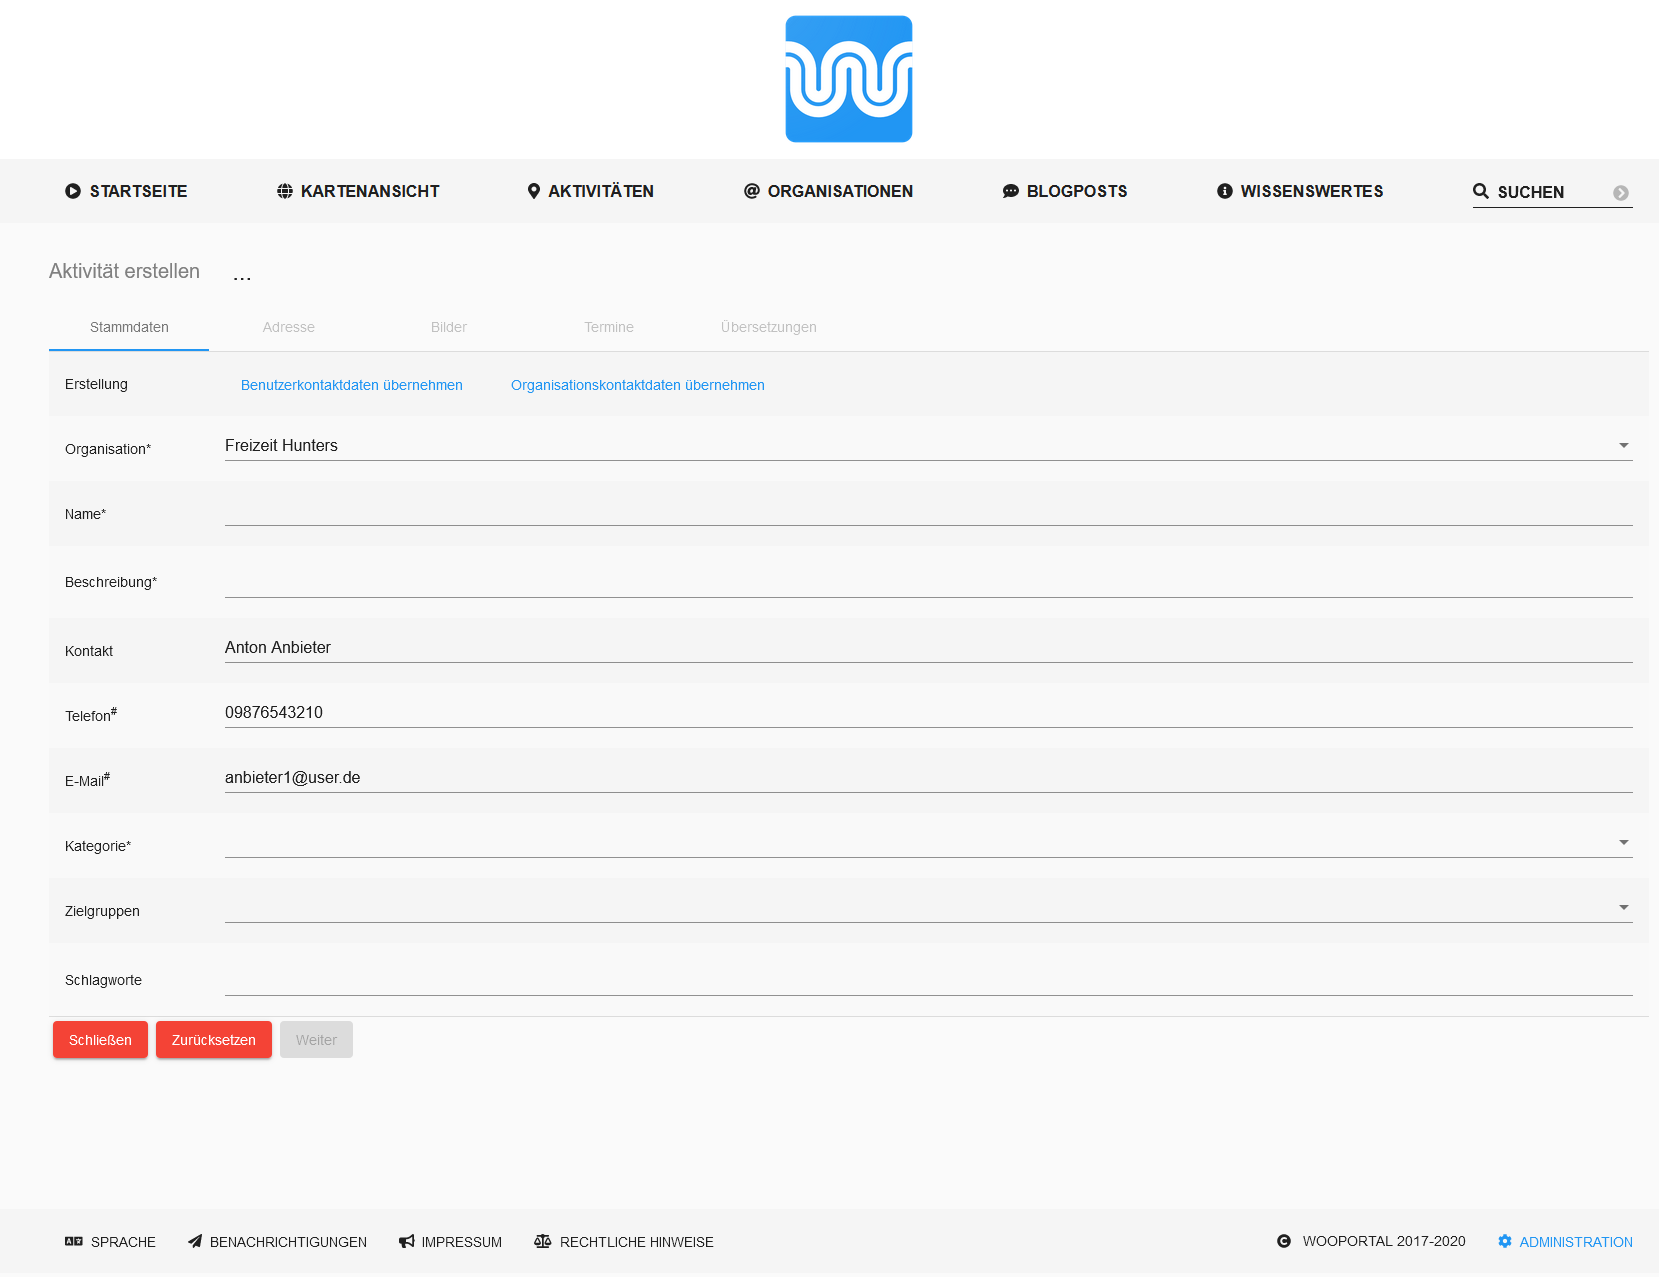 STARTSEITE KARTENANSICHT AKTIVITÄTEN @ ORGANISATIONEN BLOGPOSTS WISSENSWERTES SUCHEN
Aktivität erstellen ...
Stammdaten Adresse Bilder Termine Übersetzungen
Erstellung Benutzerkontaktdaten übernehmen Organisationskontaktdaten übernehmen
Organisation* Freizeit Hunters
Name*
Beschreibung*
Kontakt Anton Anbieter
Telefon# 09876543210
E-Mail# anbieter1@user.de
Kategorie*
Zielgruppen
Schlagworte
Schließen Zurücksetzen Weiter
SPRACHE BENACHRICHTIGUNGEN IMPRESSUM RECHTLICHE HINWEISE WOOPORTAL 2017-2020 ADMINISTRATION